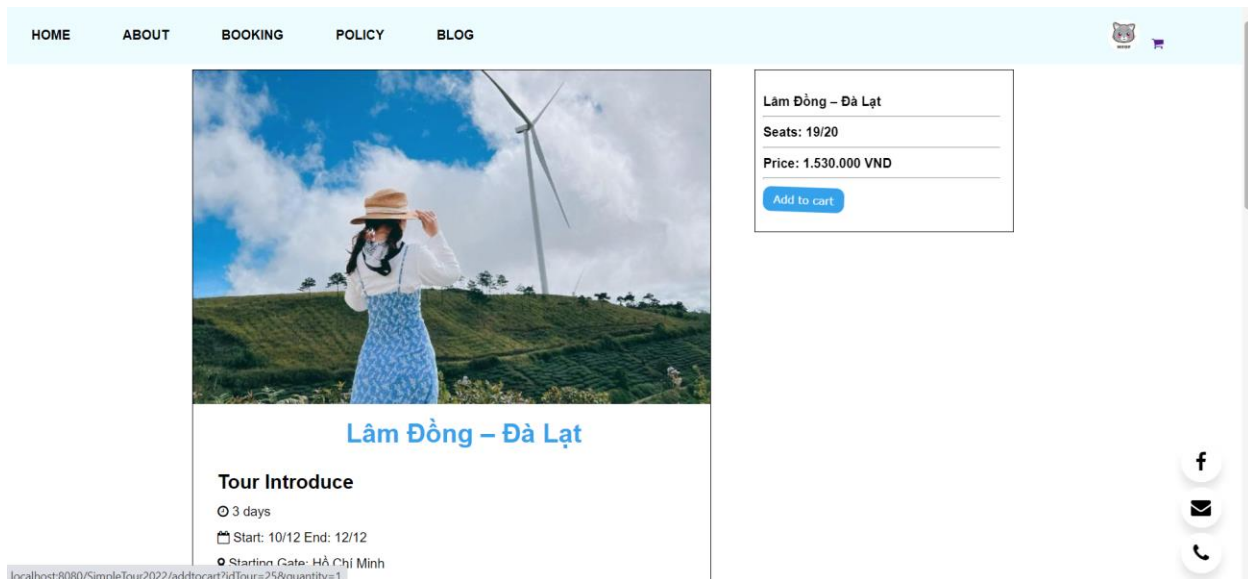 HOME ABOUT BOOKING POLICY BLOG
Lâm Đồng – Đà Lạt
Seats: 19/20
Price: 1.530.000 VND
Add to cart
Lâm Đồng – Đà Lạt
Tour Introduce
3 days
Start: 10/12 End: 12/12
Starting Gate: Hồ Chí Minh
localhost:8080/SimpleTour2022/addtocart?idTour=25&quantity=1